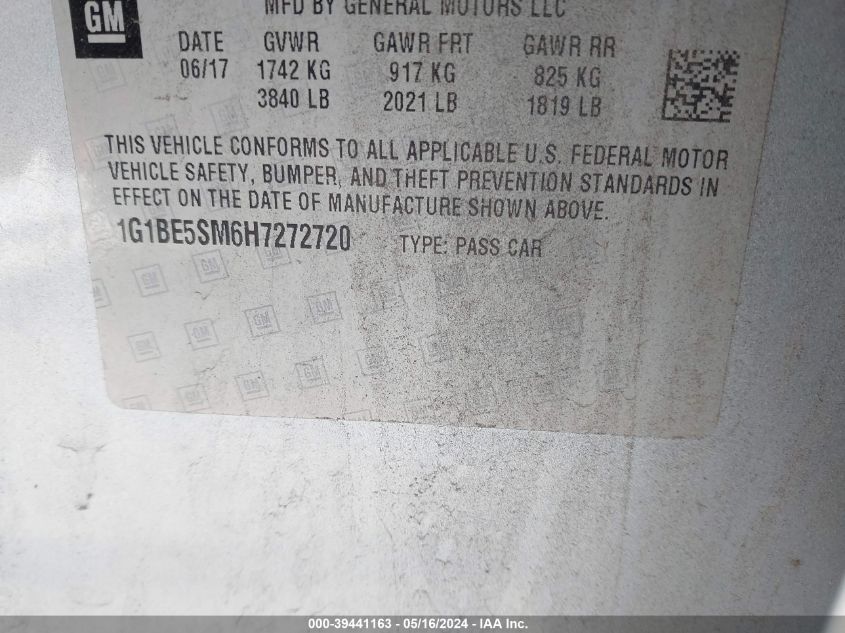 GM
MFD BY GENERAL MOTORS LLC
DATE GVWR GAWR FRT GAWR RR
06/17 1742 KG 917 KG 825 KG
3840 LB 2021 LB 1819 LB
THIS VEHICLE CONFORMS TO ALL APPLICABLE U.S. FEDERAL MOTOR
VEHICLE SAFETY, BUMPER, AND THEFT PREVENTION STANDARDS IN
EFFECT ON THE DATE OF MANUFACTURE SHOWN ABOVE.
1G1BE5SM6H7272720 TYPE: PASS CAR
000-39441163 - 05/16/2024 - IAA Inc.